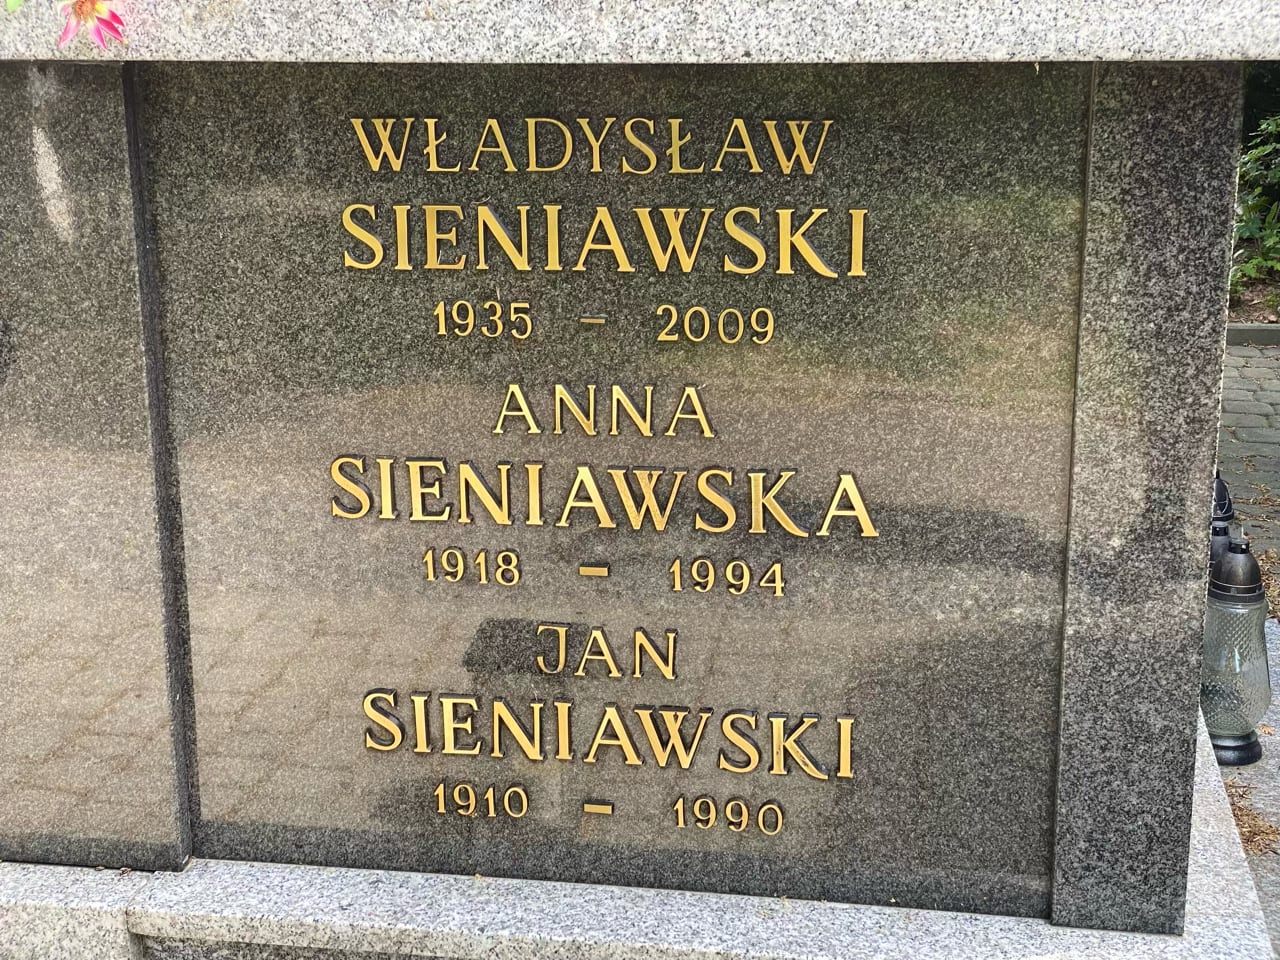 WŁADYSŁAW
SIENIAWSKI
1935 – 2009
ANNA
SIENIAWSKA
1918 – 1994
JAN
SIENIAWSKI
1910 – 1990